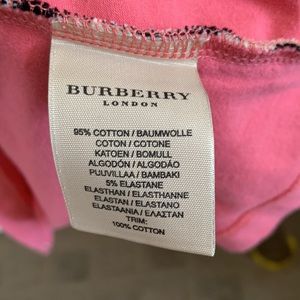 BURBERRY
LONDON
95% COTTON / BAUMWOLLE
COTON / COTONE
KATOEN / BOMULL
ALGODÓN / ALGODÃO
PUUVILLAA / BAMBAKI
5% ELASTANE
ELASTHAN / ELASTHANNE
ELASTAN / ELASTANO
ELASTAANIA / ΕΛΑΣΤΑΝ
TRIM:
100% COTTON